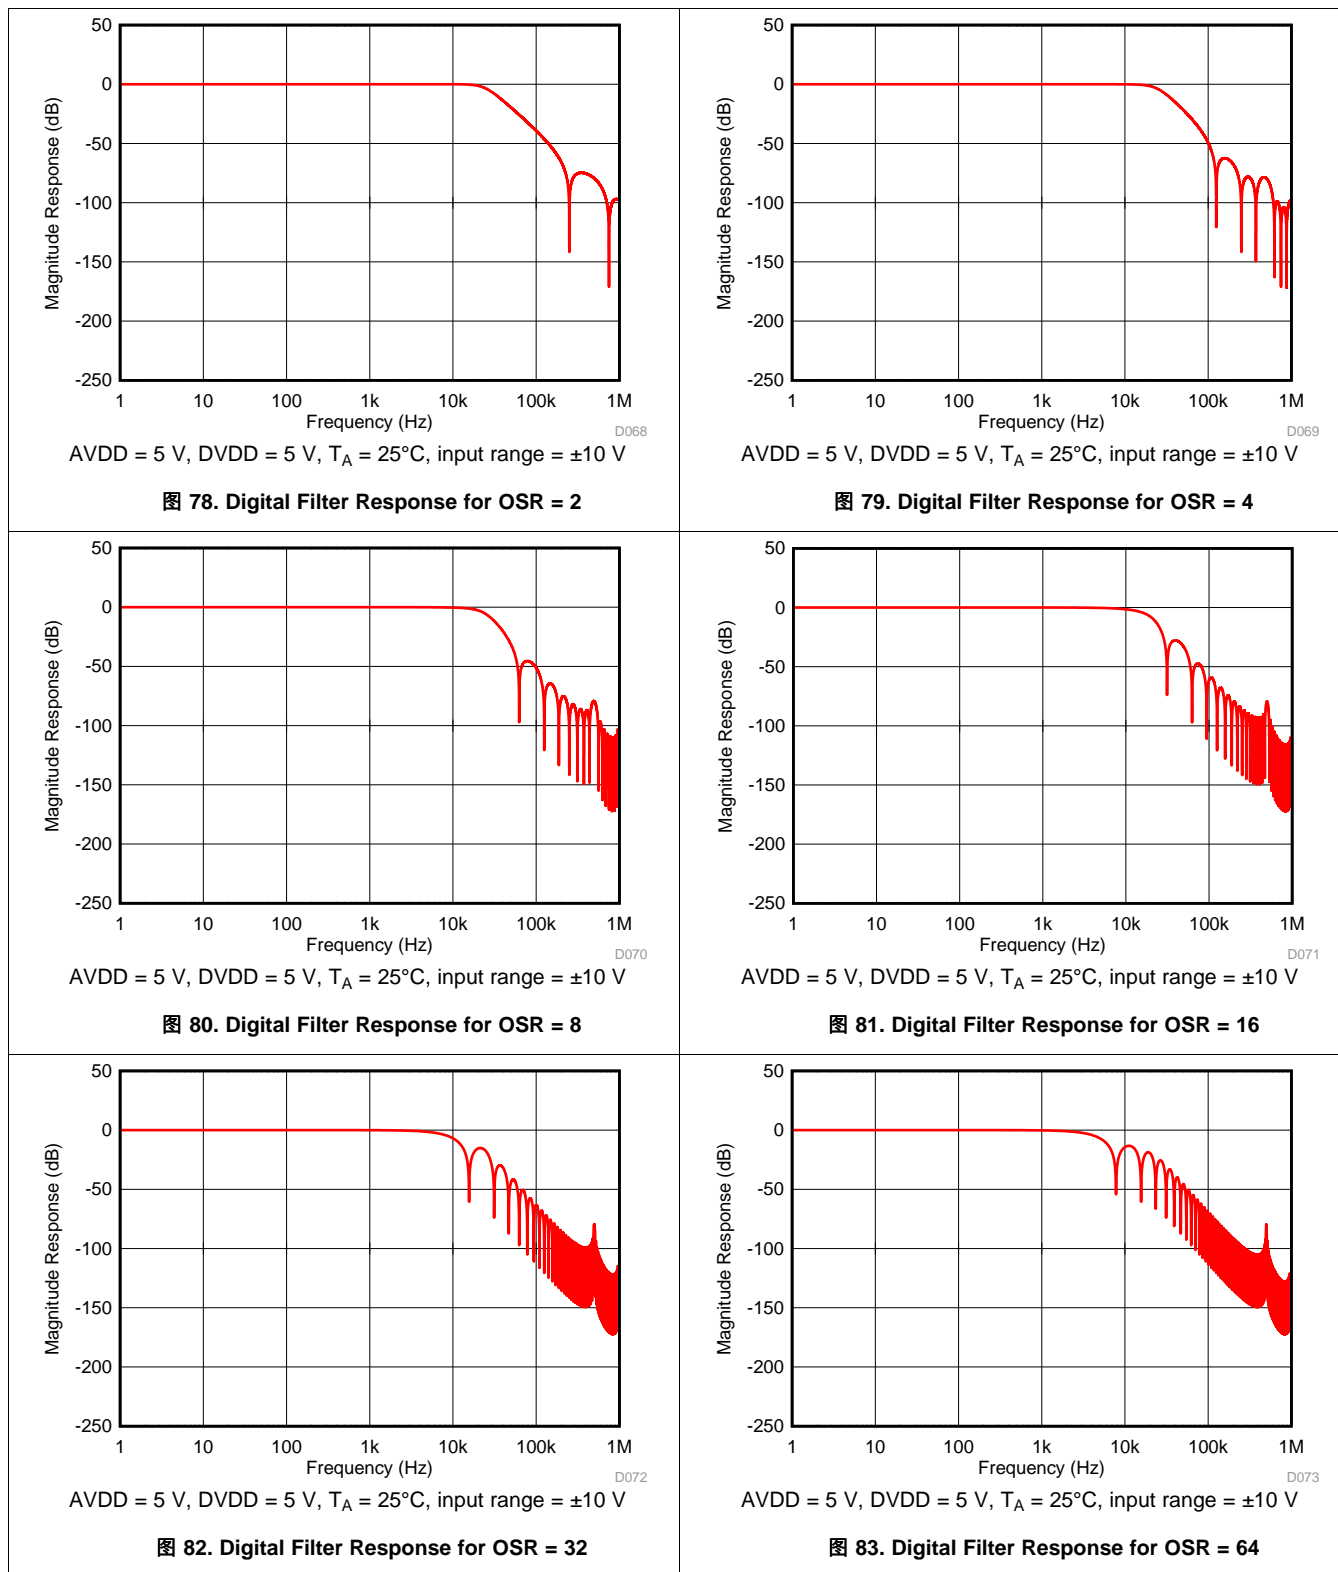 50
0
-50
-100
-150
-200
-250
Magnitude Response (dB)
1 10 100 1k 10k 100k 1M
Frequency (Hz)
D068
AVDD = 5 V, DVDD = 5 V, TA = 25°C, input range = ±10 V
图 78. Digital Filter Response for OSR = 2
50
0
-50
-100
-150
-200
-250
Magnitude Response (dB)
1 10 100 1k 10k 100k 1M
Frequency (Hz)
D069
AVDD = 5 V, DVDD = 5 V, TA = 25°C, input range = ±10 V
图 79. Digital Filter Response for OSR = 4
50
0
-50
-100
-150
-200
-250
Magnitude Response (dB)
1 10 100 1k 10k 100k 1M
Frequency (Hz)
D070
AVDD = 5 V, DVDD = 5 V, TA = 25°C, input range = ±10 V
图 80. Digital Filter Response for OSR = 8
50
0
-50
-100
-150
-200
-250
Magnitude Response (dB)
1 10 100 1k 10k 100k 1M
Frequency (Hz)
D071
AVDD = 5 V, DVDD = 5 V, TA = 25°C, input range = ±10 V
图 81. Digital Filter Response for OSR = 16
50
0
-50
-100
-150
-200
-250
Magnitude Response (dB)
1 10 100 1k 10k 100k 1M
Frequency (Hz)
D072
AVDD = 5 V, DVDD = 5 V, TA = 25°C, input range = ±10 V
图 82. Digital Filter Response for OSR = 32
50
0
-50
-100
-150
-200
-250
Magnitude Response (dB)
1 10 100 1k 10k 100k 1M
Frequency (Hz)
D073
AVDD = 5 V, DVDD = 5 V, TA = 25°C, input range = ±10 V
图 83. Digital Filter Response for OSR = 64